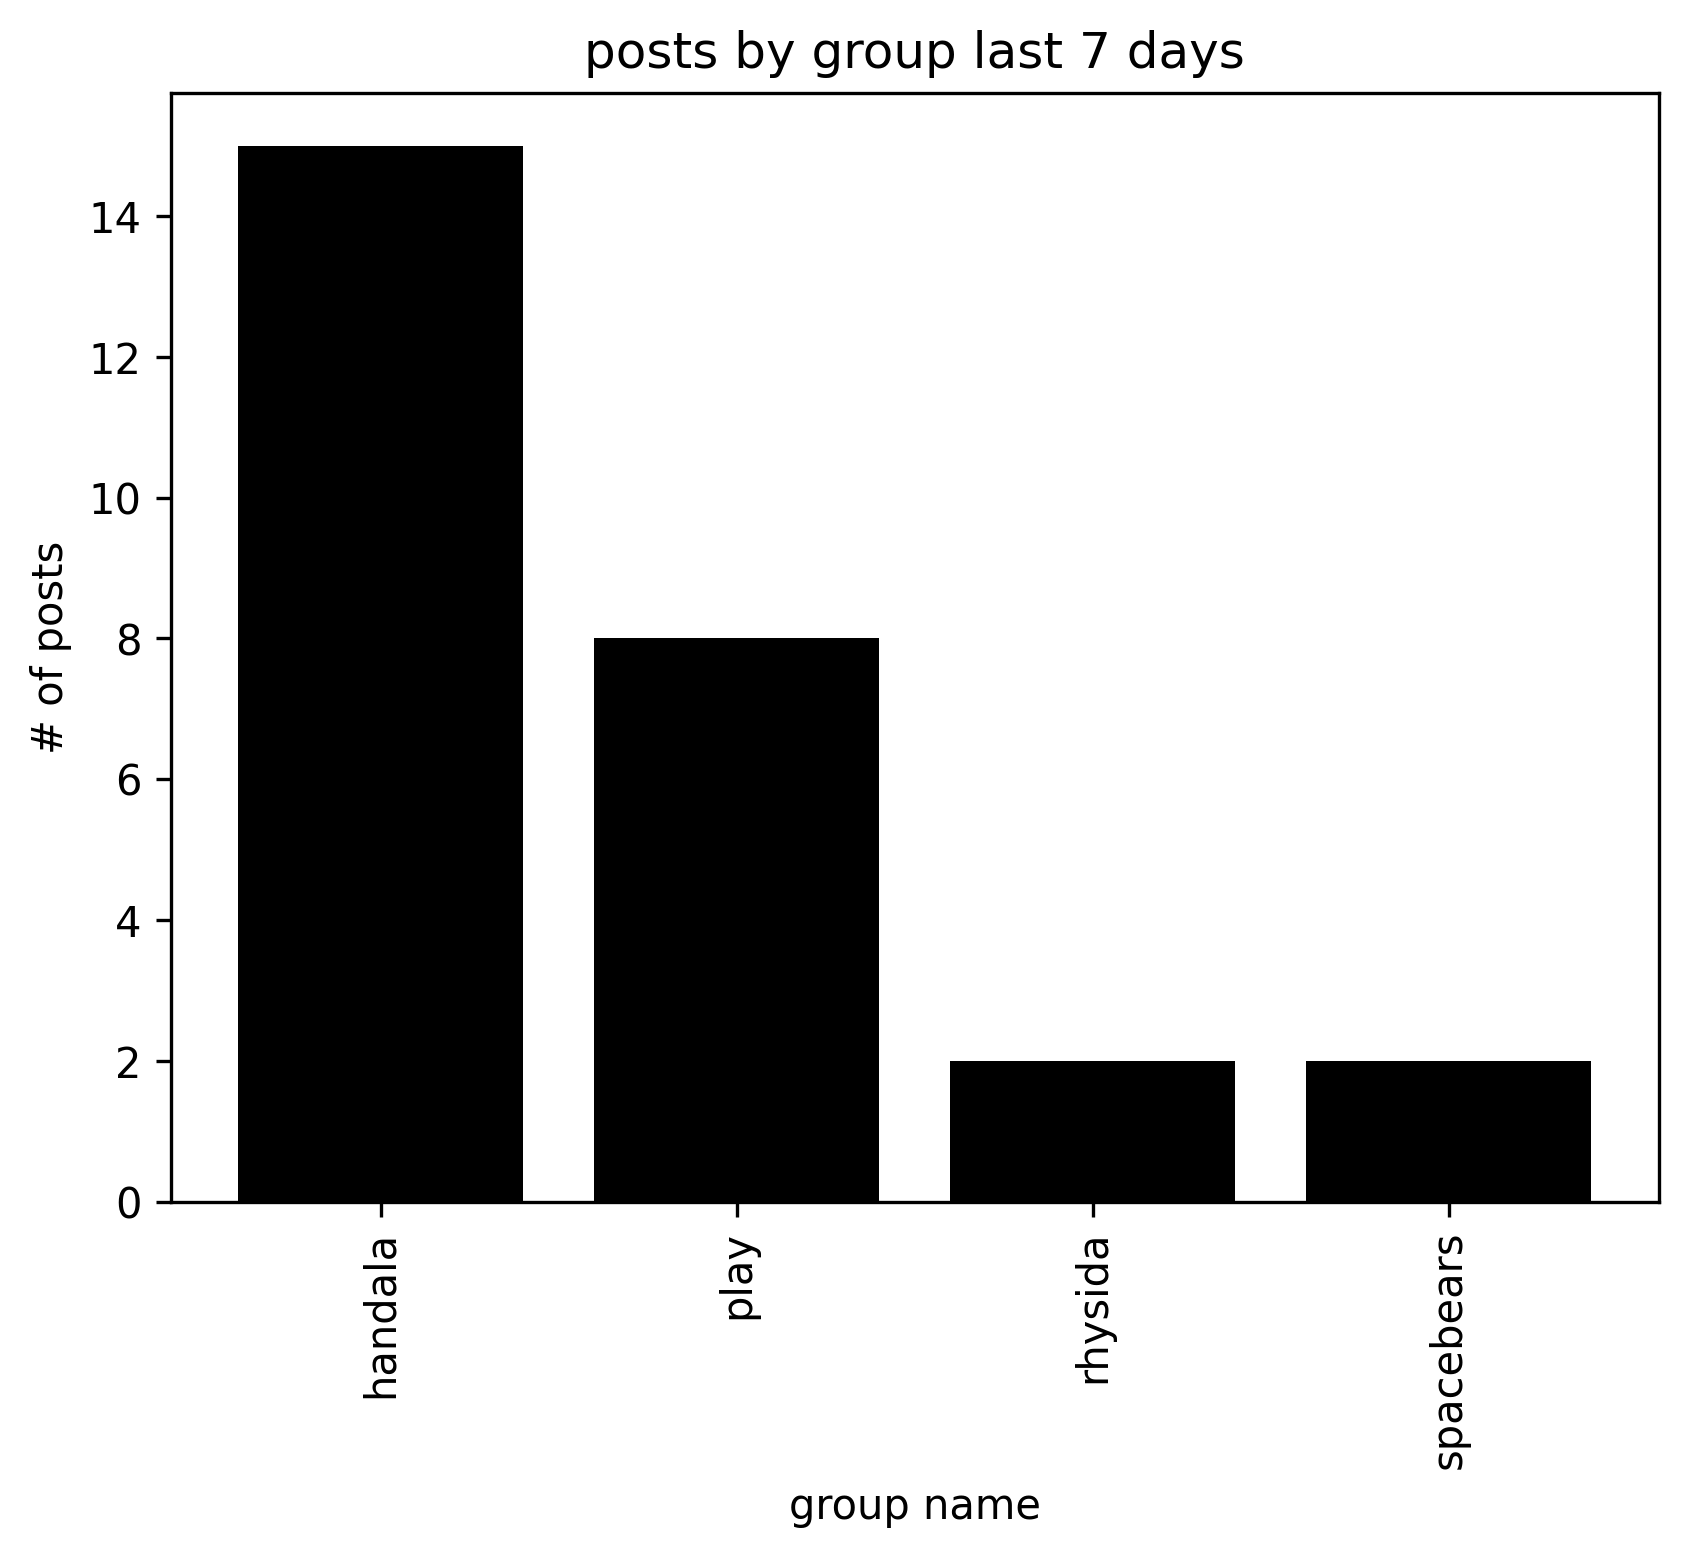 posts by group last 7 days
# of posts
14
12
10
8
6
4
2
0
handala
play
rhysida
spacebears
group name